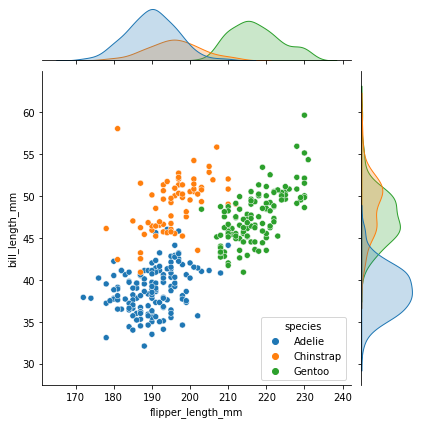 60
55
50
45
40
35
30
bill_length_mm
species
Adelie
Chinstrap
Gentoo
170 180 190 200 210 220 230 240
flipper_length_mm